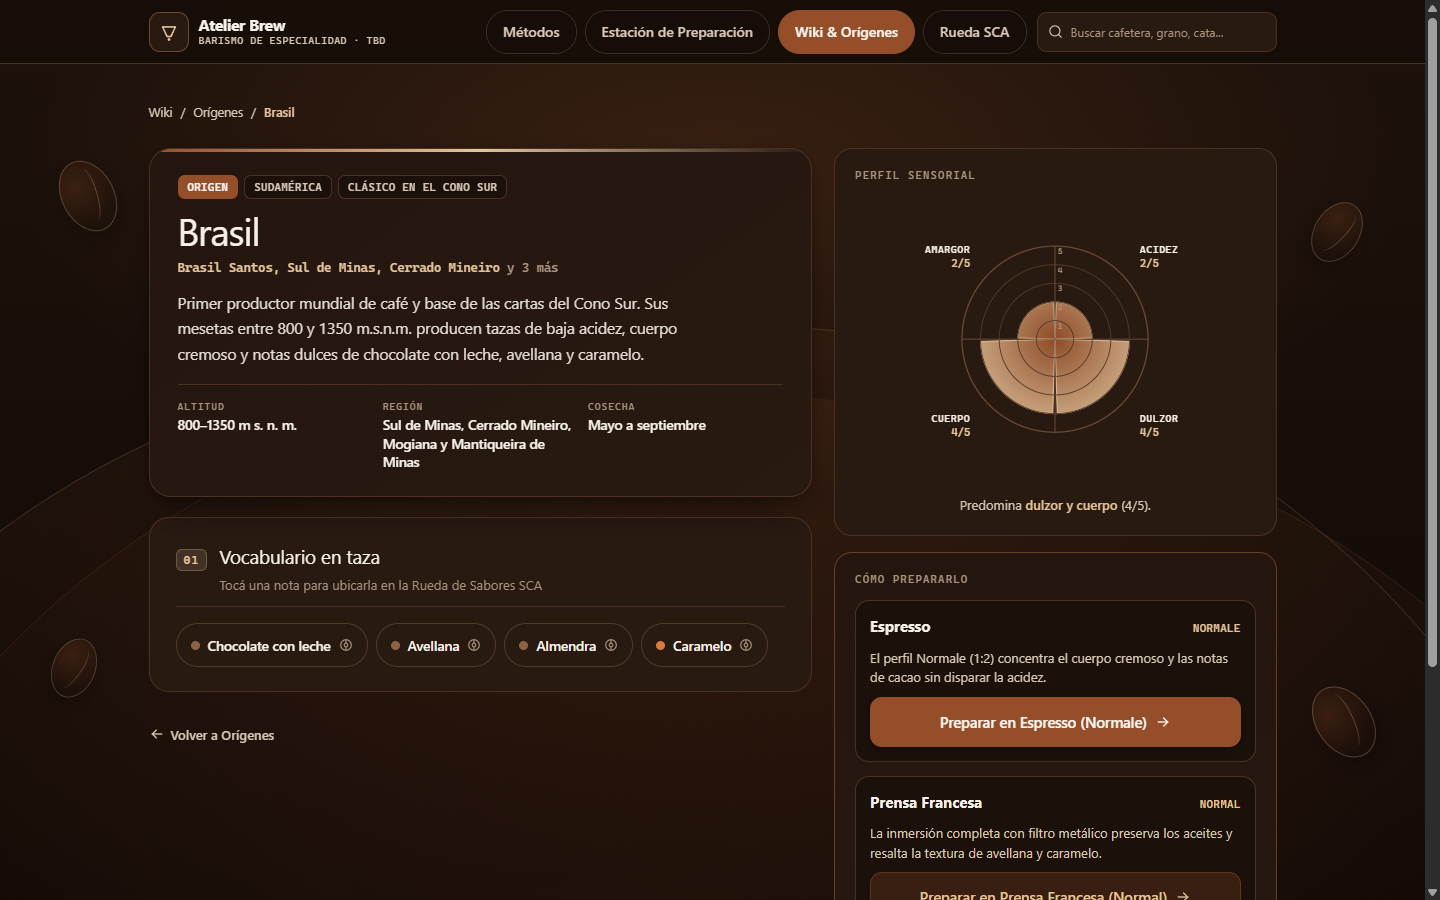 Atelier Brew
BARISMO DE ESPECIALIDAD · TBD
Métodos
Estación de Preparación
Wiki & Orígenes
Rueda SCA
Buscar cafetera, grano, cata...
Wiki / Orígenes / Brasil
ORIGEN
SUDAMÉRICA
CLÁSICO EN EL CONO SUR
Brasil
Brasil Santos, Sul de Minas, Cerrado Mineiro y 3 más
Primer productor mundial de café y base de las cartas del Cono Sur. Sus
mesetas entre 800 y 1350 m.s.n.m. producen tazas de baja acidez, cuerpo
cremoso y notas dulces de chocolate con leche, avellana y caramelo.
ALTITUD
800–1350 m s. n. m.
REGIÓN
Sul de Minas, Cerrado Mineiro,
Mogiana y Mantiqueira de
Minas
COSECHA
Mayo a septiembre
01
Vocabulario en taza
Tocá una nota para ubicarla en la Rueda de Sabores SCA
Chocolate con leche
Avellana
Almendra
Caramelo
← Volver a Orígenes
PERFIL SENSORIAL
AMARGOR
2/5
ACIDEZ
2/5
5
4
3
1
CUERPO
4/5
DULZOR
4/5
Predomina dulzor y cuerpo (4/5).
CÓMO PREPARARLO
Espresso
NORMALE
El perfil Normale (1:2) concentra el cuerpo cremoso y las notas
de cacao sin disparar la acidez.
Preparar en Espresso (Normale) →
Prensa Francesa
NORMAL
La inmersión completa con filtro metálico preserva los aceites y
resalta la textura de avellana y caramelo.
Preparar en Prensa Francesa (Normal) →